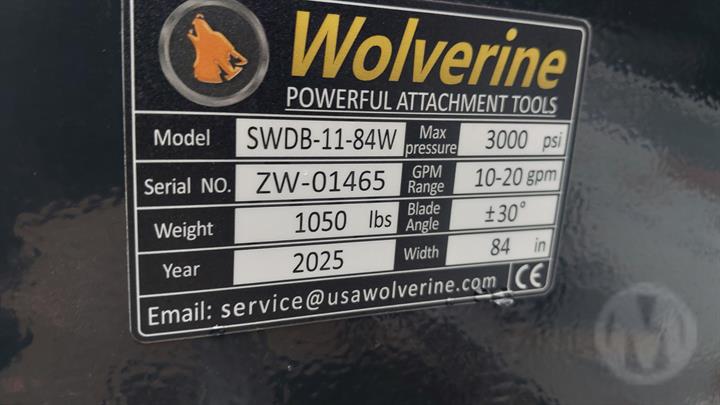 Wolverine
POWERFUL ATTACHMENT TOOLS
Model SWDB-11-84W Max pressure 3000 psi
Serial NO. ZW-01465 GPM Range 10-20 gpm
Weight 1050 lbs Blade Angle ±30°
Year 2025 Width 84 in
Email: service@usawolverine.com CE
M